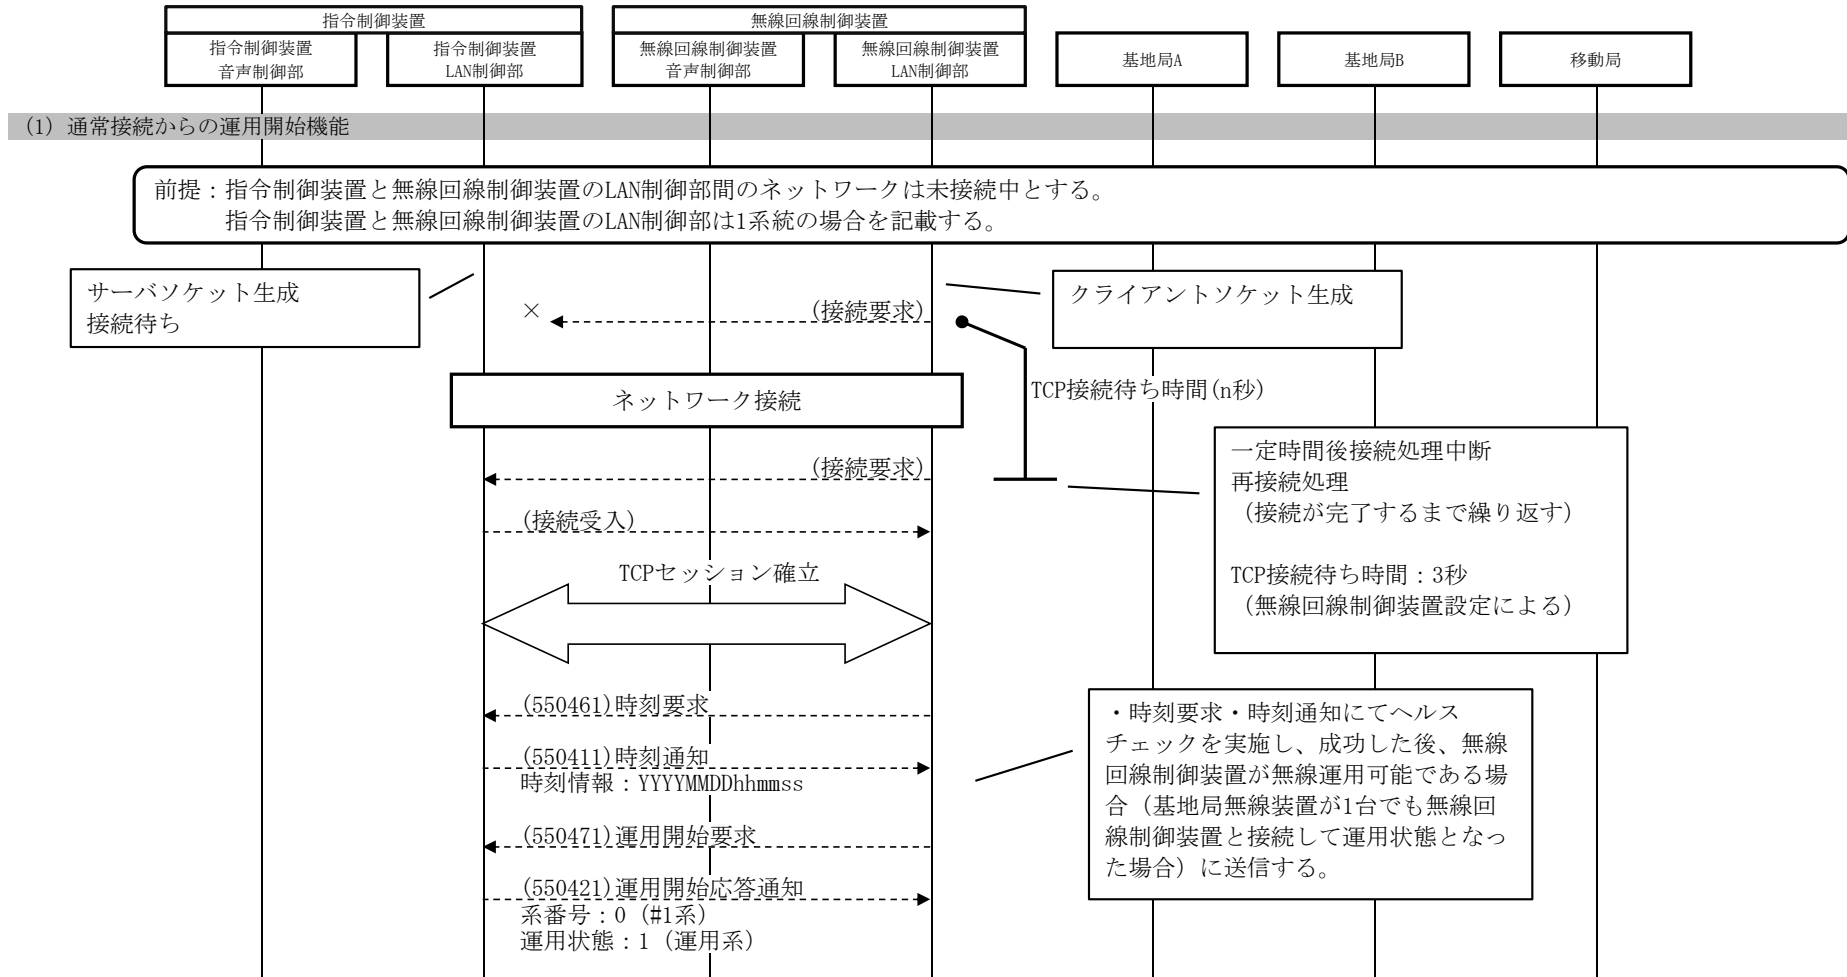 指令制御装置
無線回線制御装置
指令制御装置
音声制御部
指令制御装置
LAN制御部
無線回線制御装置
音声制御部
無線回線制御装置
LAN制御部
基地局A
基地局B
移動局
(1) 通常接続からの運用開始機能
前提：指令制御装置と無線回線制御装置のLAN制御部間のネットワークは未接続中とする。
指令制御装置と無線回線制御装置のLAN制御部は1系統の場合を記載する。
サーバソケット生成
接続待ち
クライアントソケット生成
×
(接続要求)
TCP接続待ち時間(n秒)
ネットワーク接続
(接続要求)
一定時間後接続処理中断
再接続処理
（接続が完了するまで繰り返す）
TCP接続待ち時間：3秒
（無線回線制御装置設定による）
(接続受入)
TCPセッション確立
(550461)時刻要求
(550411)時刻通知
時刻情報：YYYYMMDDhhmmss
・時刻要求・時刻通知にてヘルス
チェックを実施し、成功した後、無線
回線制御装置が無線運用可能である場
合（基地局無線装置が1台でも無線回
線制御装置と接続して運用状態となっ
た場合）に送信する。
(550471)運用開始要求
(550421)運用開始応答通知
系番号：0（#1系）
運用状態：1（運用系）